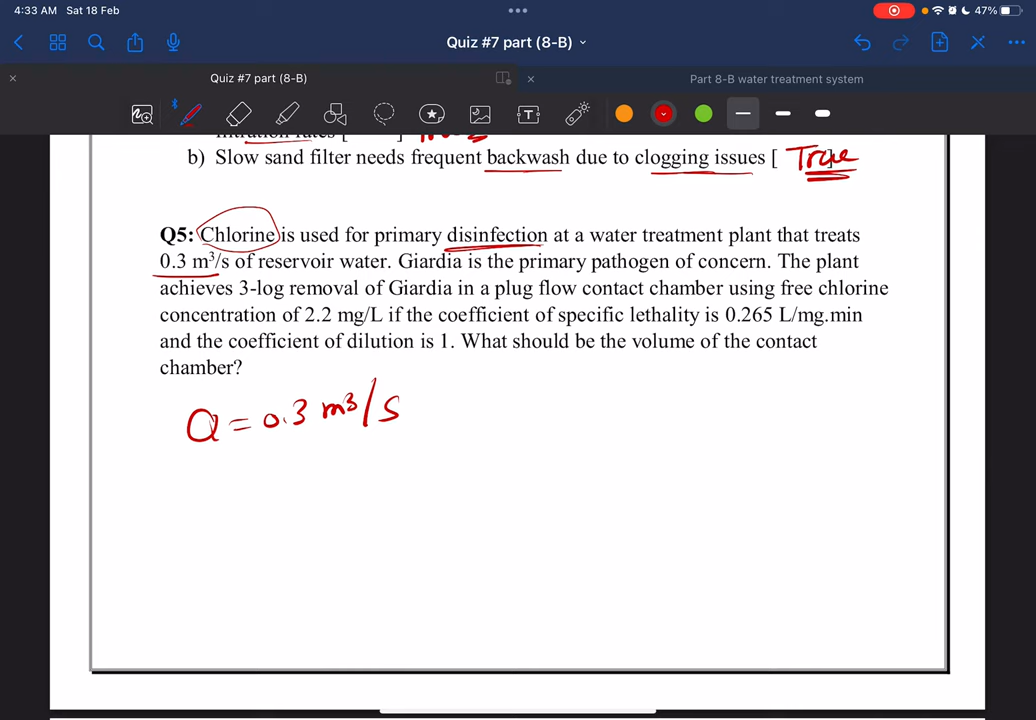 4:33 AM Sat 18 Feb
47%
Quiz #7 part (8-B)
Quiz #7 part (8-B)
Part 8-B water treatment system
b) Slow sand filter needs frequent backwash due to clogging issues [ True ]
Q5: Chlorine is used for primary disinfection at a water treatment plant that treats
0.3 m³/s of reservoir water. Giardia is the primary pathogen of concern. The plant
achieves 3-log removal of Giardia in a plug flow contact chamber using free chlorine
concentration of 2.2 mg/L if the coefficient of specific lethality is 0.265 L/mg.min
and the coefficient of dilution is 1. What should be the volume of the contact
chamber?
Q = 0.3 m³/s